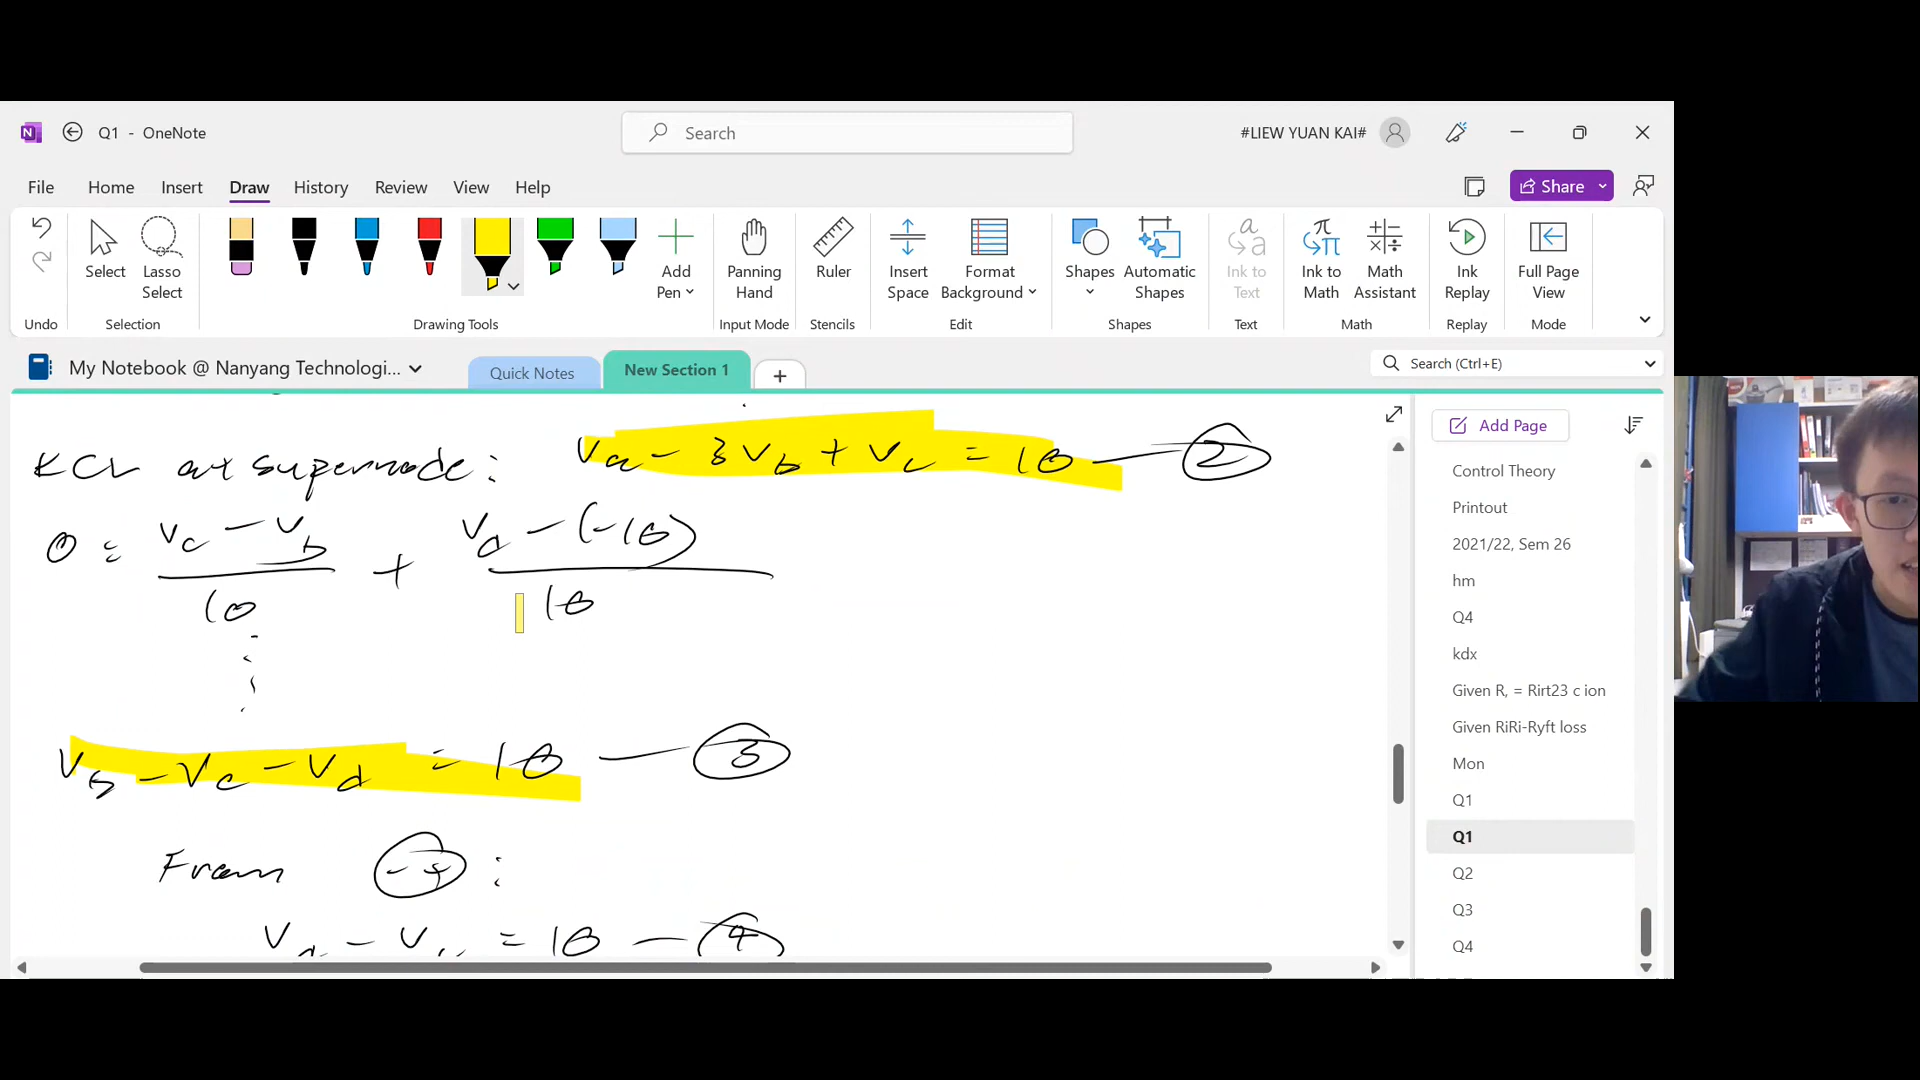 Q1 - OneNote
Search
#LIEW YUAN KAI#
File Home Insert Draw History Review View Help
Share
Select
Lasso Select
Add Pen
Panning Hand
Ruler
Insert Space
Format Background
Shapes
Automatic Shapes
Ink to Text
Ink to Math
Math Assistant
Ink Replay
Full Page View
Undo
Selection
Drawing Tools
Input Mode
Stencils
Edit
Shapes
Text
Math
Replay
Mode
My Notebook @ Nanyang Technologi...
Quick Notes
New Section 1
+
Search (Ctrl+E)
KCL at supernode: Va - 3Vb + Vc = 10 — ②
0 = (Vc - Vb)/10 + (Vd - (-10))/10
Vb - Vc - Vd = 10 — ③
From
= 10 — ④
Add Page
Control Theory
Printout
2021/22, Sem 26
hm
Q4
kdx
Given R, = Rirt23 c ion
Given RiRi-Ryft loss
Mon
Q1
Q1
Q2
Q3
Q4